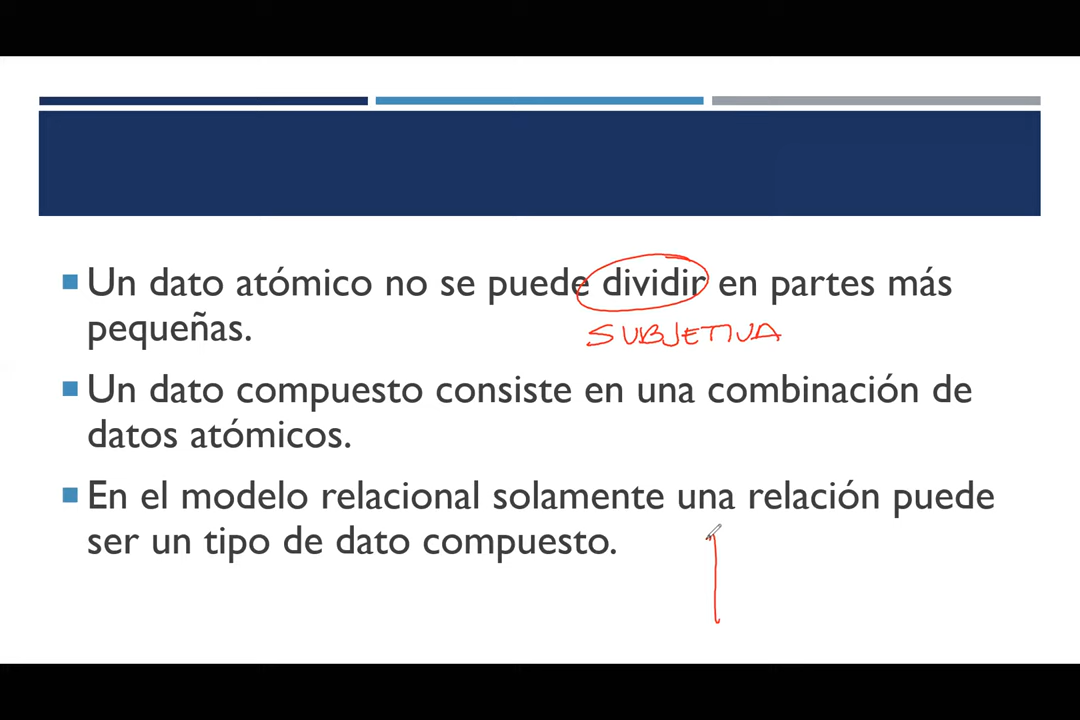 Un dato atómico no se puede dividir en partes más
pequeñas.
SUBJETIVA
Un dato compuesto consiste en una combinación de
datos atómicos.
En el modelo relacional solamente una relación puede
ser un tipo de dato compuesto.